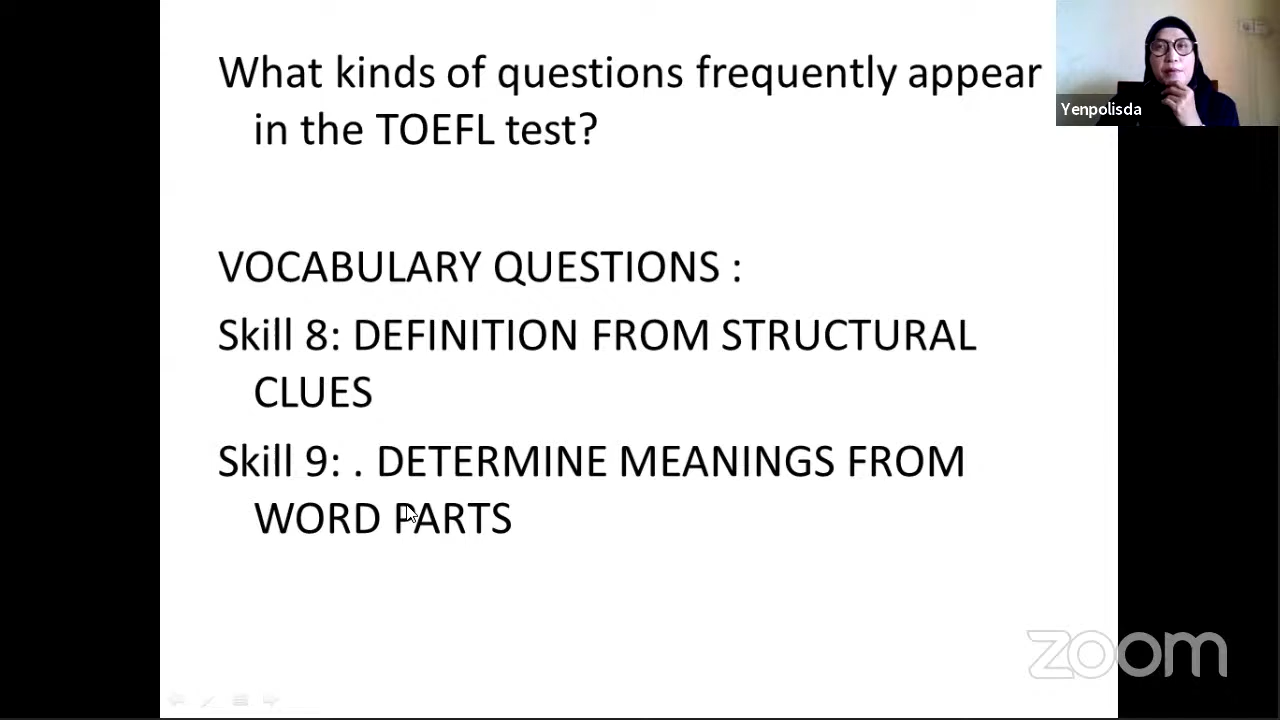 What kinds of questions frequently appear
in the TOEFL test?
Yenpolisda
VOCABULARY QUESTIONS :
Skill 8: DEFINITION FROM STRUCTURAL
CLUES
Skill 9: . DETERMINE MEANINGS FROM
WORD PARTS
zoom